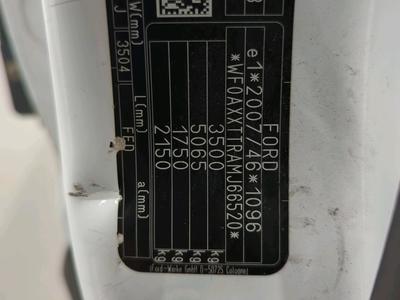 FORD
e1*2007/46*1096
*WF0AXXTTRAMJ66520*
3500 kg
5065 kg
1750 kg
2150 kg
(Ford-Werke GmbH D-50725 Cologne)
W(mm)
L(mm)
a(mm)
J 3504 FED